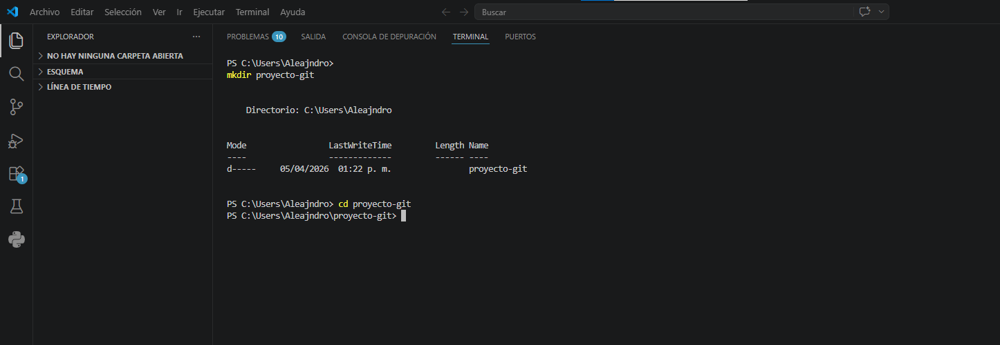 Archivo Editar Selección Ver Ir Ejecutar Terminal Ayuda Buscar
EXPLORADOR ···
NO HAY NINGUNA CARPETA ABIERTA
ESQUEMA
LÍNEA DE TIEMPO
1
PROBLEMAS 10 SALIDA CONSOLA DE DEPURACIÓN TERMINAL PUERTOS
PS C:\Users\Aleajndro>
mkdir proyecto-git
Directorio: C:\Users\Aleajndro
Mode LastWriteTime Length Name
---- ------------- ------ ----
d----- 05/04/2026 01:22 p. m. proyecto-git
PS C:\Users\Aleajndro> cd proyecto-git
PS C:\Users\Aleajndro\proyecto-git>